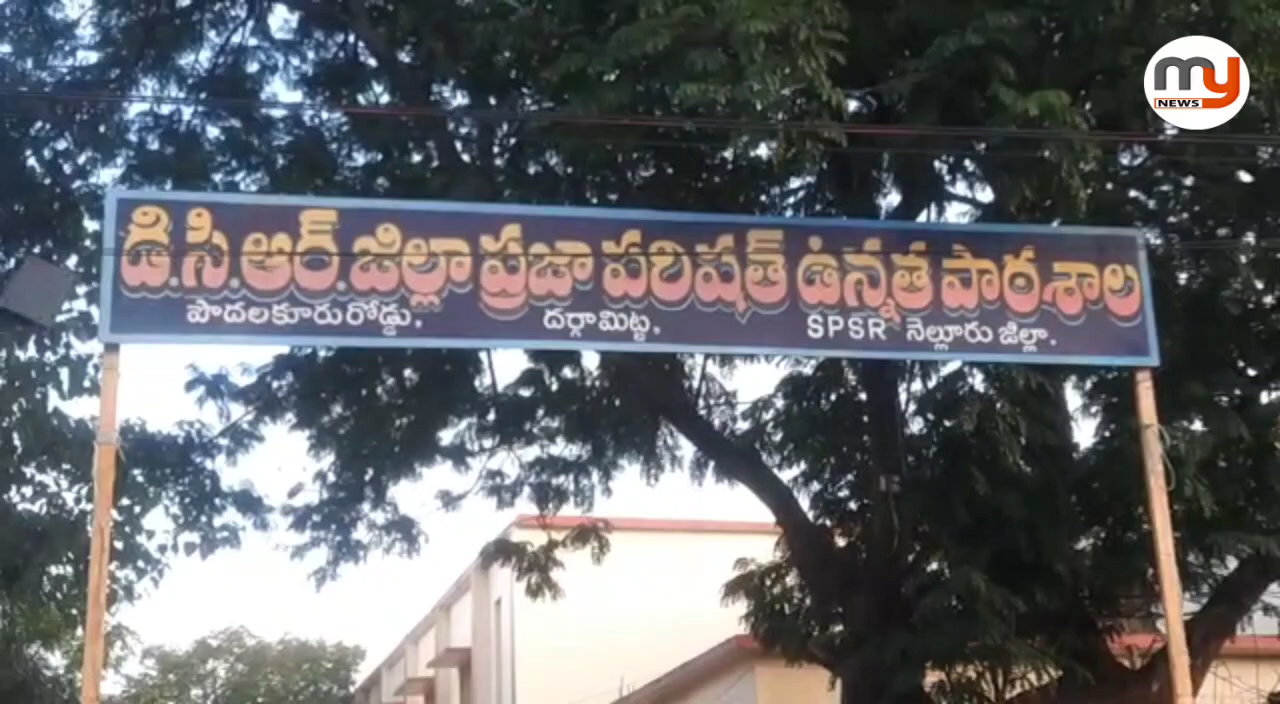 my
NEWS
డి.సి.ఆర్.జిల్లా ప్రజా పరిషత్ ఉన్నత పాఠశాల
పొదలకూరు రోడ్డు, దర్గామిట్ట, SPSR నెల్లూరు జిల్లా.